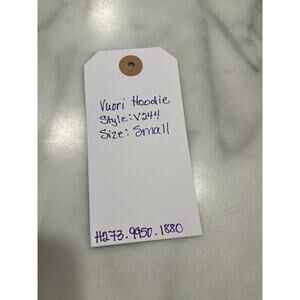 Vuori Hoodie
Style: V244
Size: Small
H273.9950.1880